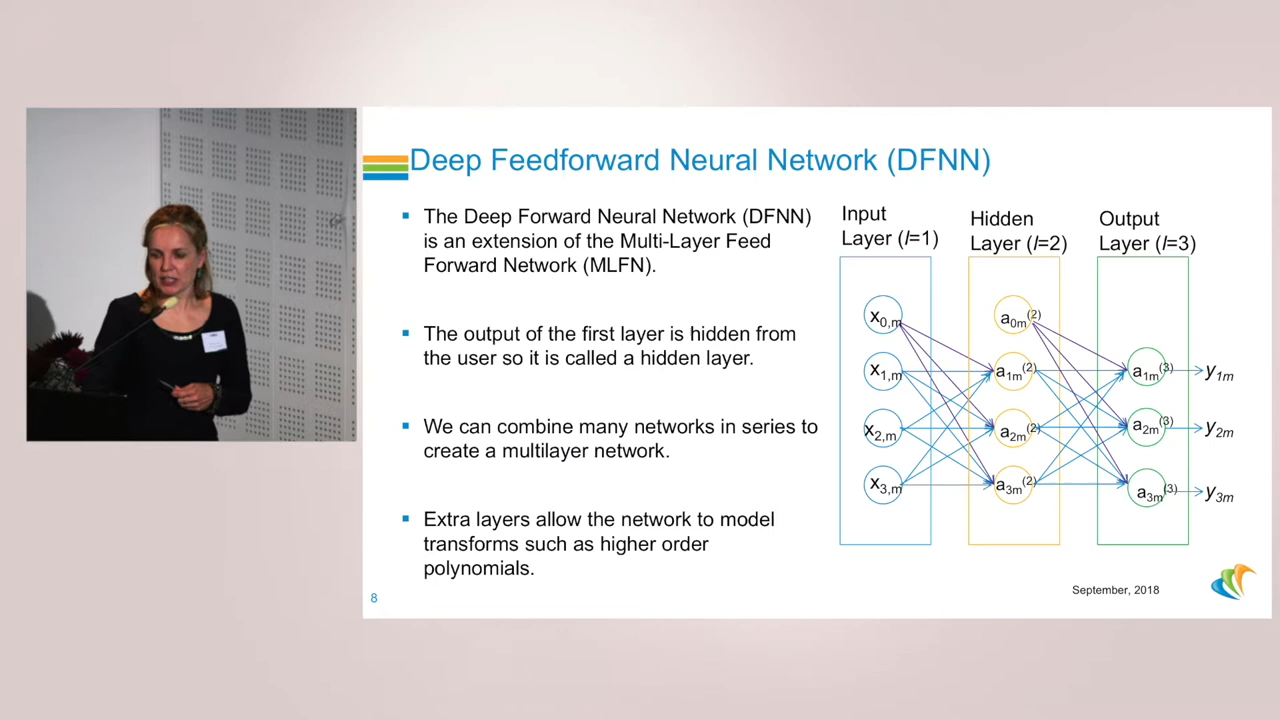 Deep Feedforward Neural Network (DFNN)
▪ The Deep Forward Neural Network (DFNN)
is an extension of the Multi-Layer Feed
Forward Network (MLFN).
▪ The output of the first layer is hidden from
the user so it is called a hidden layer.
▪ We can combine many networks in series to
create a multilayer network.
▪ Extra layers allow the network to model
transforms such as higher order
polynomials.
Input
Layer (l=1)
Hidden
Layer (l=2)
Output
Layer (l=3)
x0,m
x1,m
x2,m
x3,m
a0m(2)
a1m(2)
a2m(2)
a3m(2)
a1m(3)
a2m(3)
a3m(3)
y1m
y2m
y3m
8
September, 2018